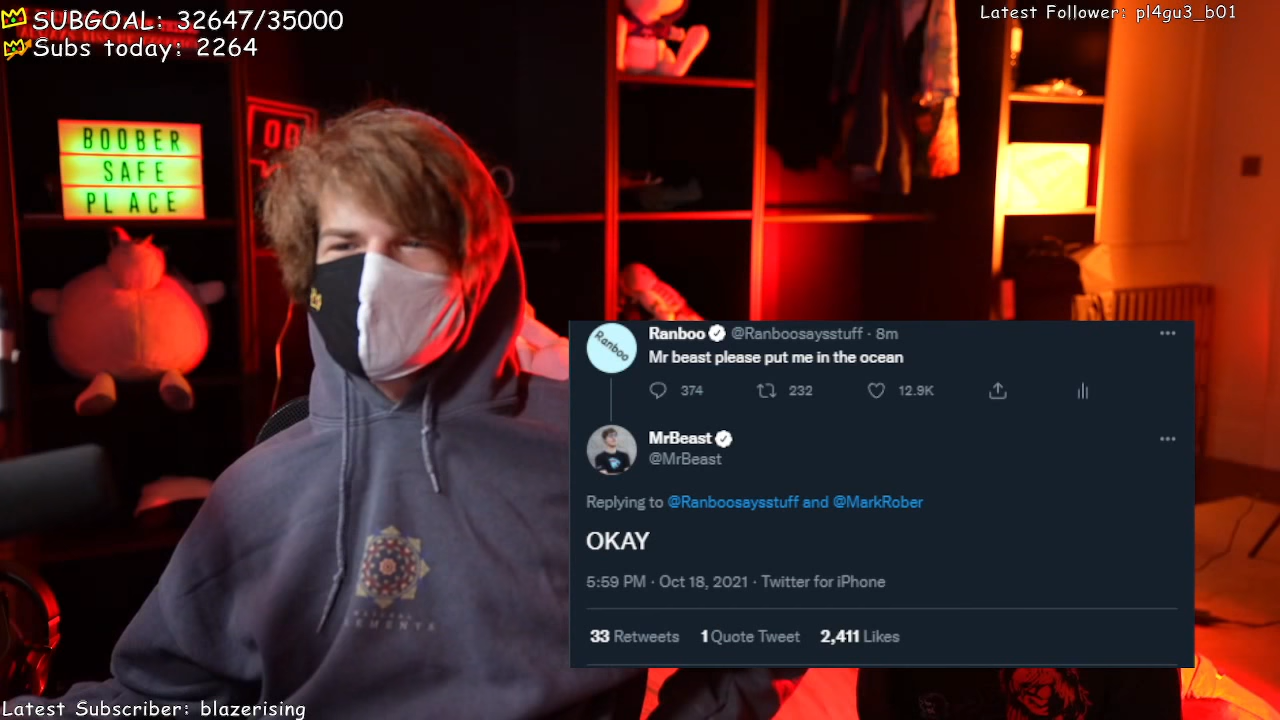 SUBGOAL: 32647/35000
Subs today: 2264
Latest Follower: pl4gu3_b01
BOOBER
SAFE
PLACE
Ranboo @Ranboosaysstuff · 8m
Mr beast please put me in the ocean
374 232 12.9K
Ranboo
MrBeast
@MrBeast
Replying to @Ranboosaysstuff and @MarkRober
OKAY
5:59 PM · Oct 18, 2021 · Twitter for iPhone
33 Retweets 1 Quote Tweet 2,411 Likes
Latest Subscriber: blazerising